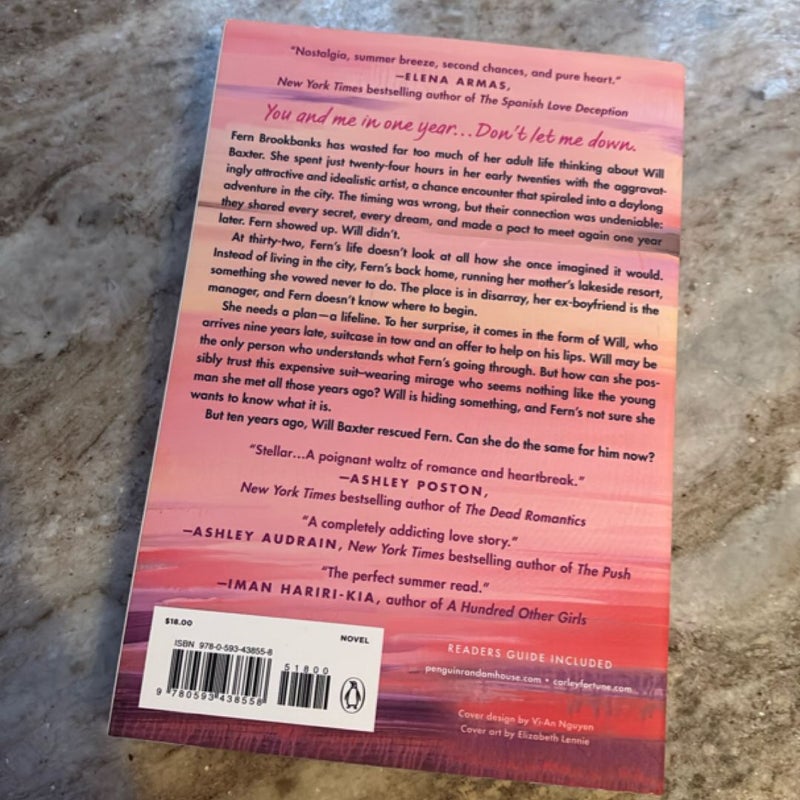 "Nostalgia, summer breeze, second chances, and pure heart."
—ELENA ARMAS,
New York Times bestselling author of The Spanish Love Deception
You and me in one year...Don't let me down.
Fern Brookbanks has wasted far too much of her adult life thinking about Will
Baxter. She spent just twenty-four hours in her early twenties with the aggravat-
ingly attractive and idealistic artist, a chance encounter that spiraled into a daylong
adventure in the city. The timing was wrong, but their connection was undeniable:
they shared every secret, every dream, and made a pact to meet again one year
later. Fern showed up. Will didn't.
At thirty-two, Fern's life doesn't look at all how she once imagined it would.
Instead of living in the city, Fern's back home, running her mother's lakeside resort,
something she vowed never to do. The place is in disarray, her ex-boyfriend is the
manager, and Fern doesn't know where to begin.
She needs a plan—a lifeline. To her surprise, it comes in the form of Will, who
arrives nine years late, suitcase in tow and an offer to help on his lips. Will may be
the only person who understands what Fern's going through. But how can she pos-
sibly trust this expensive suit–wearing mirage who seems nothing like the young
man she met all those years ago? Will is hiding something, and Fern's not sure she
wants to know what it is.
But ten years ago, Will Baxter rescued Fern. Can she do the same for him now?
"Stellar...A poignant waltz of romance and heartbreak."
—ASHLEY POSTON,
New York Times bestselling author of The Dead Romantics
"A completely addicting love story."
—ASHLEY AUDRAIN, New York Times bestselling author of The Push
"The perfect summer read."
—IMAN HARIRI-KIA, author of A Hundred Other Girls
$18.00
NOVEL
ISBN 978-0-593-43855-8
51800
9 780593 438558
READERS GUIDE INCLUDED
penguinrandomhouse.com • carleyfortune.com
Cover design by Vi-An Nguyen
Cover art by Elizabeth Lennie